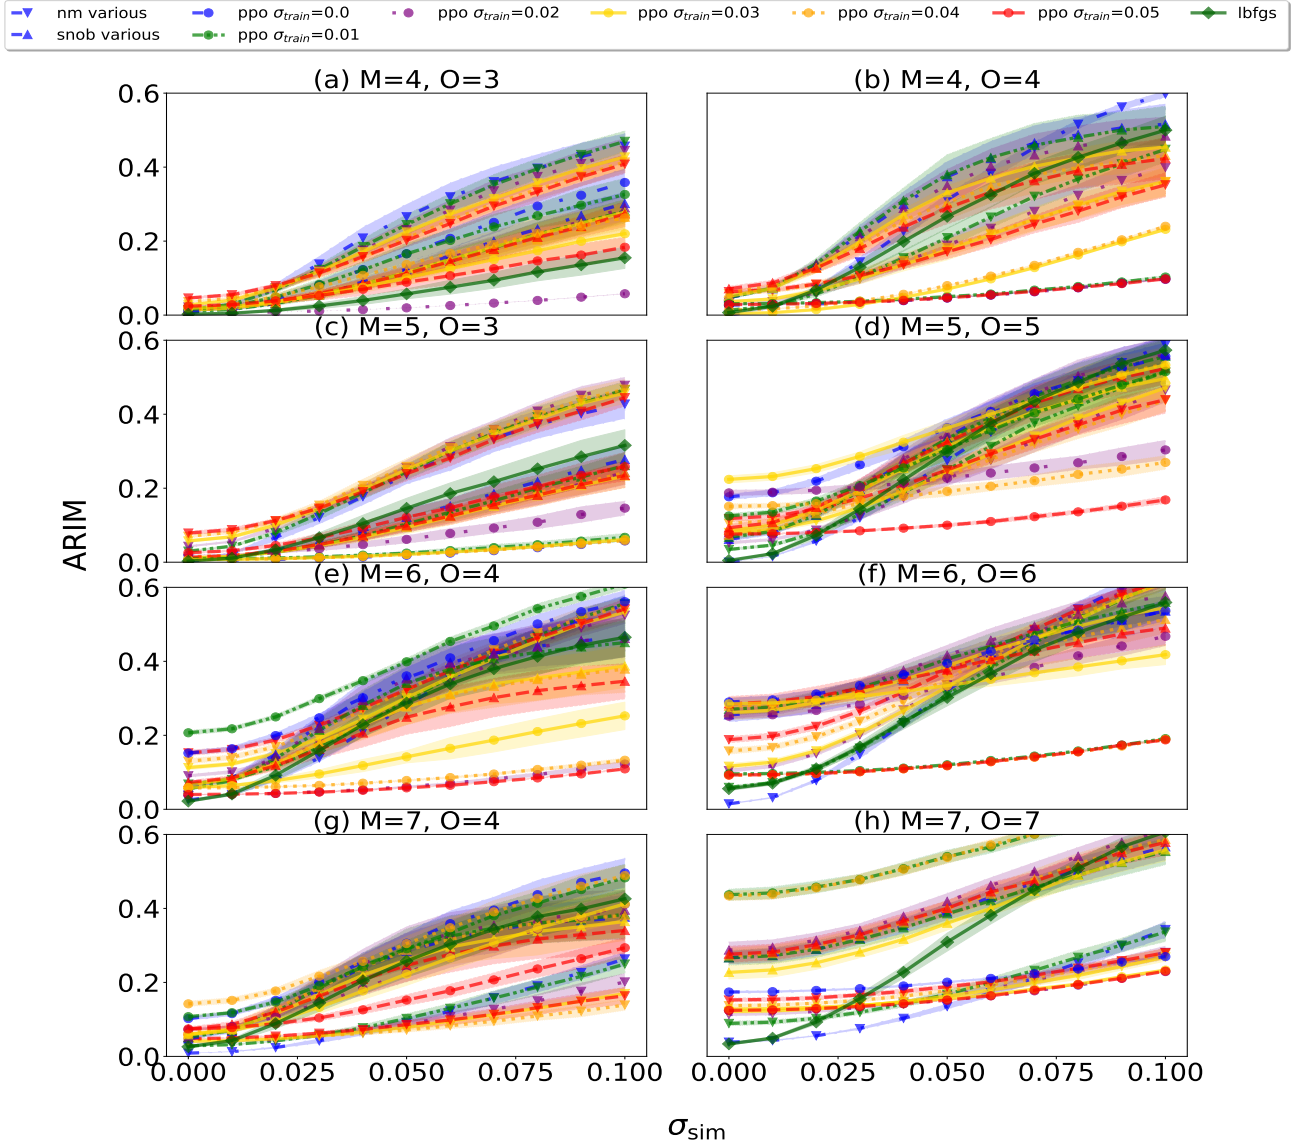 nm various ppo σtrain=0.0 ppo σtrain=0.02 ppo σtrain=0.03 ppo σtrain=0.04 ppo σtrain=0.05 lbfgs
snob various ppo σtrain=0.01
(a) M=4, O=3 (b) M=4, O=4
0.6
0.4
0.2
0.0
(c) M=5, O=3 (d) M=5, O=5
0.6
0.4
0.2
0.0
(e) M=6, O=4 (f) M=6, O=6
0.6
0.4
0.2
0.0
(g) M=7, O=4 (h) M=7, O=7
0.6
0.4
0.2
0.0
ARIM
0.000 0.025 0.050 0.075 0.100 0.000 0.025 0.050 0.075 0.100
σsim